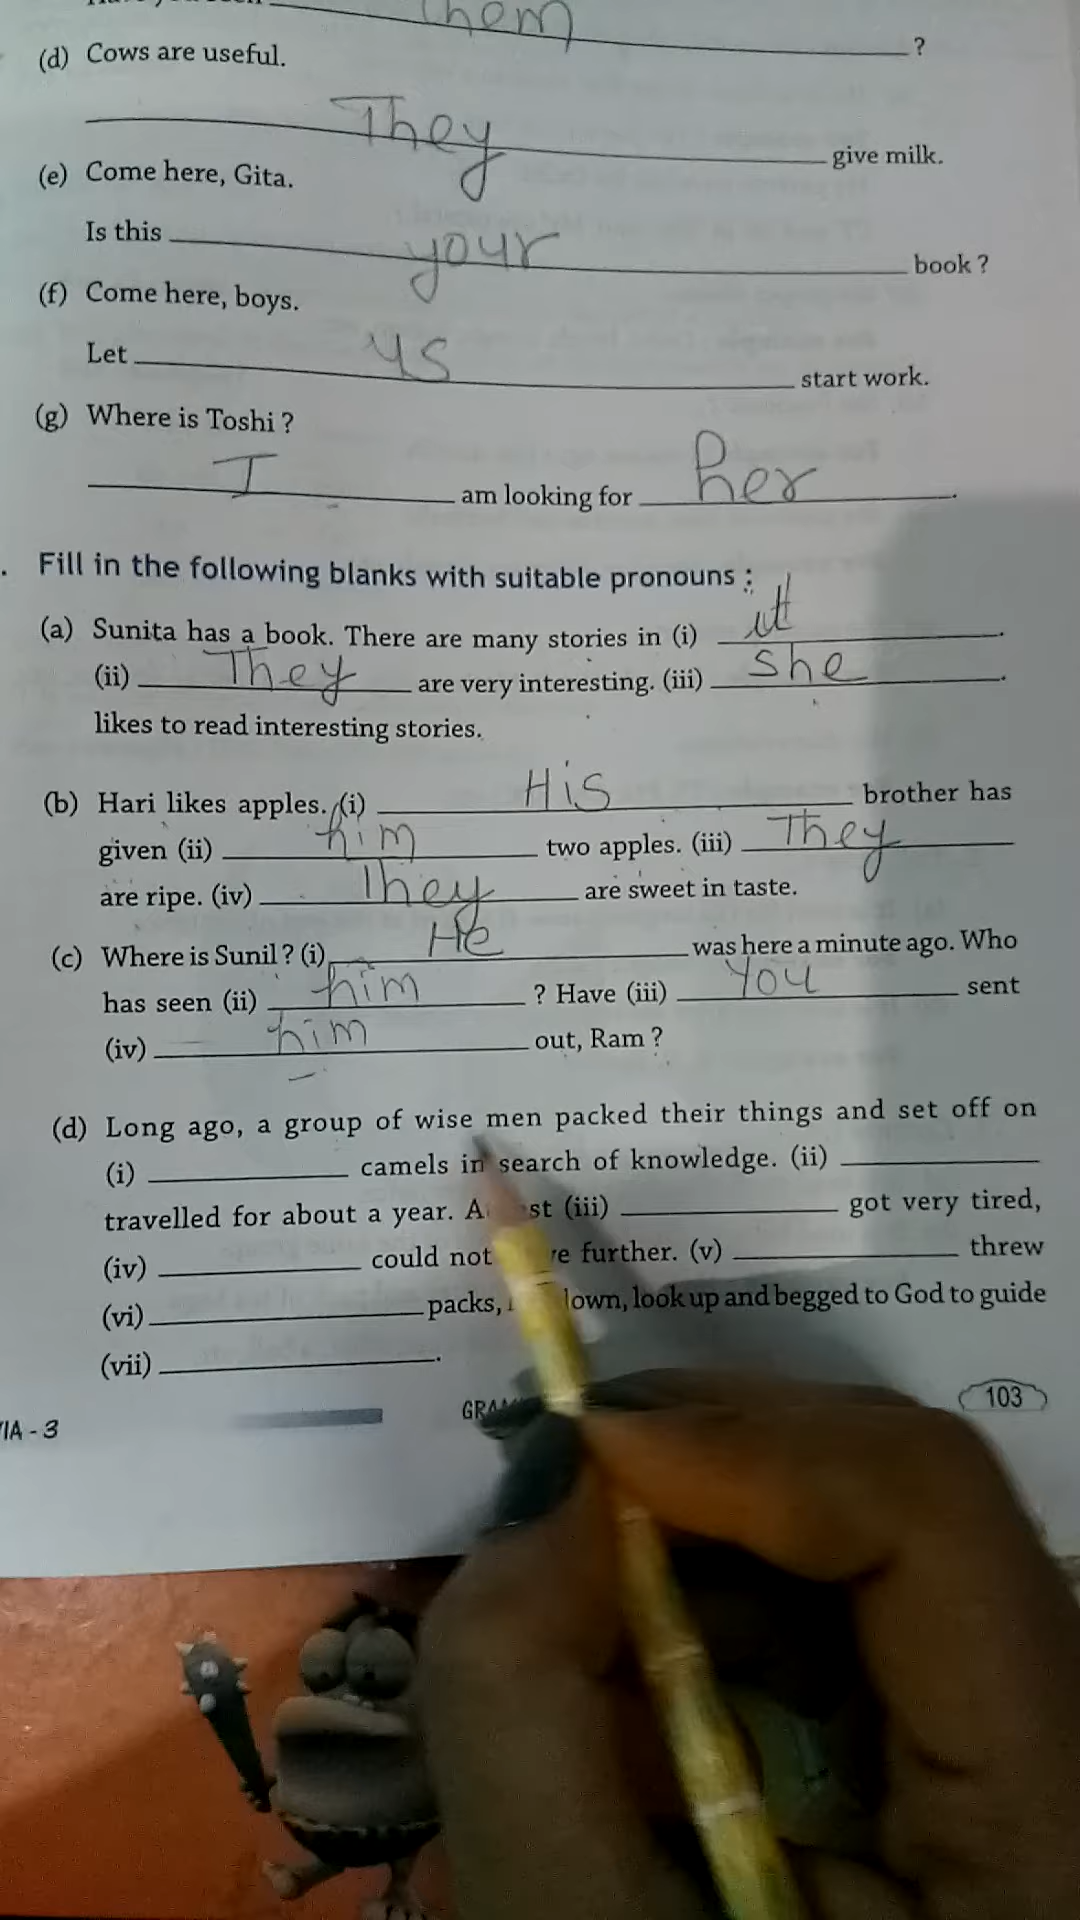 them ?
(d) Cows are useful.
They give milk.
(e) Come here, Gita.
Is this your book ?
(f) Come here, boys.
Let us start work.
(g) Where is Toshi ?
I am looking for her .
. Fill in the following blanks with suitable pronouns :
(a) Sunita has a book. There are many stories in (i) it .
(ii) They are very interesting. (iii) she .
likes to read interesting stories.
(b) Hari likes apples. (i) His brother has
given (ii) him two apples. (iii) They
are ripe. (iv) They are sweet in taste.
(c) Where is Sunil ? (i) He was here a minute ago. Who
has seen (ii) him ? Have (iii) you sent
(iv) him out, Ram ?
(d) Long ago, a group of wise men packed their things and set off on
(i) camels in search of knowledge. (ii)
travelled for about a year. (iii) got very tired,
(iv) could not further. (v) threw
(vi) packs, look up and begged to God to guide
(vii) .
IA - 3
103